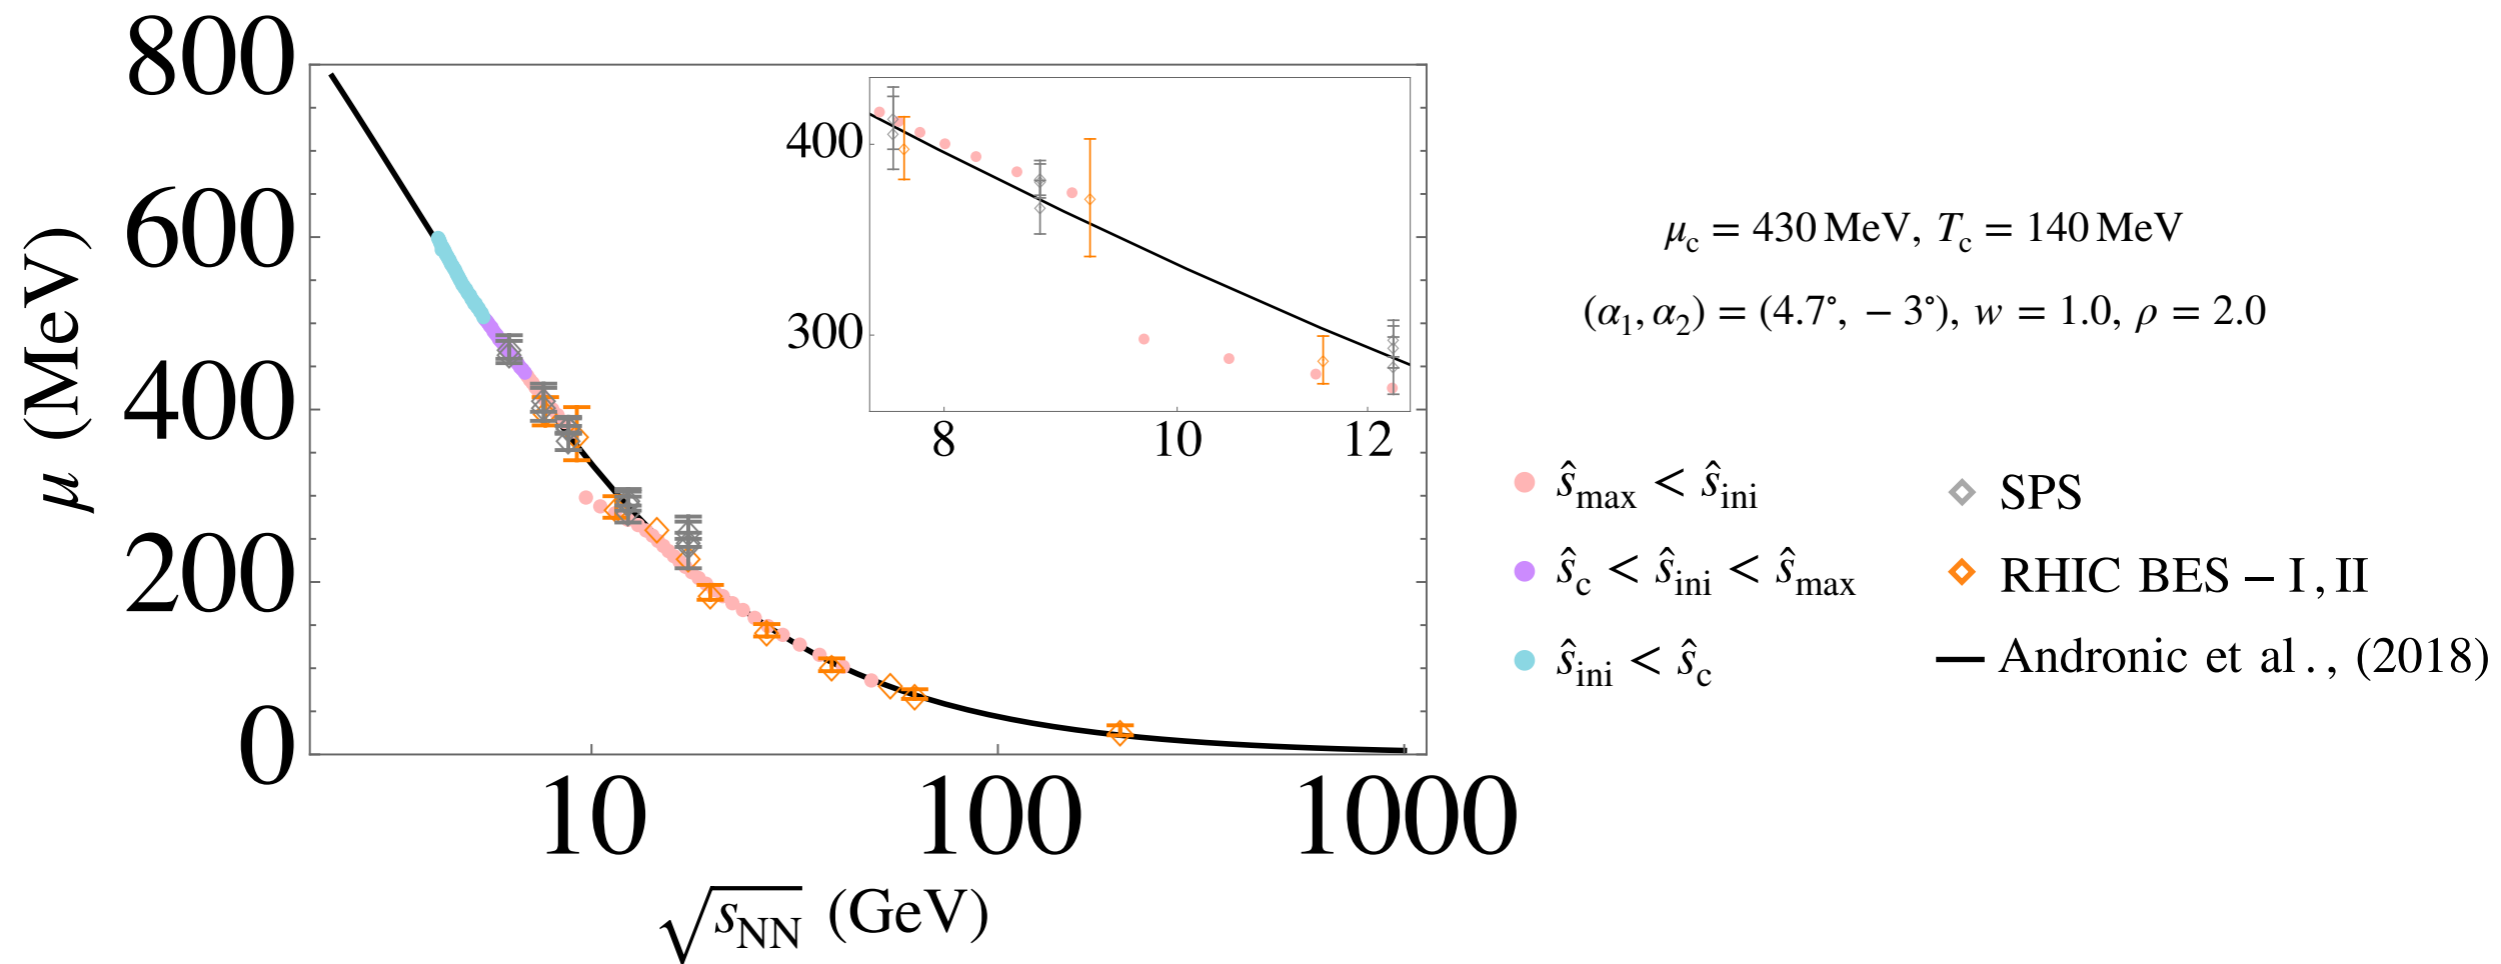 800
600
400
200
0
μ (MeV)
400
300
8 10 12
10 100 1000
√s_NN (GeV)
μ_c = 430 MeV, T_c = 140 MeV
(α_1, α_2) = (4.7°, − 3°), w = 1.0, ρ = 2.0
ŝ_max < ŝ_ini
ŝ_c < ŝ_ini < ŝ_max
ŝ_ini < ŝ_c
SPS
RHIC BES − I , II
Andronic et al . , (2018)